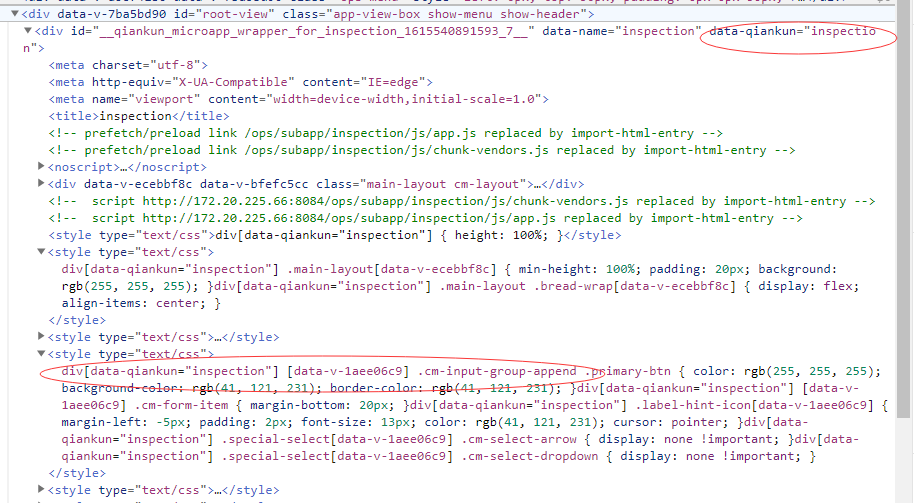 <div data-v-7ba5bd90 id="root-view" class="app-view-box show-menu show-header">
<div id="__qiankun_microapp_wrapper_for_inspection_1615540891593_7__" data-name="inspection" data-qiankun="inspectio
n">
<meta charset="utf-8">
<meta http-equiv="X-UA-Compatible" content="IE=edge">
<meta name="viewport" content="width=device-width,initial-scale=1.0">
<title>inspection</title>
<!-- prefetch/preload link /ops/subapp/inspection/js/app.js replaced by import-html-entry -->
<!-- prefetch/preload link /ops/subapp/inspection/js/chunk-vendors.js replaced by import-html-entry -->
<noscript>…</noscript>
<div data-v-ecebbf8c data-v-bfefc5cc class="main-layout cm-layout">…</div>
<!--  script http://172.20.225.66:8084/ops/subapp/inspection/js/chunk-vendors.js replaced by import-html-entry -->
<!--  script http://172.20.225.66:8084/ops/subapp/inspection/js/app.js replaced by import-html-entry -->
<style type="text/css">div[data-qiankun="inspection"] { height: 100%; }</style>
<style type="text/css">
div[data-qiankun="inspection"] .main-layout[data-v-ecebbf8c] { min-height: 100%; padding: 20px; background:
rgb(255, 255, 255); }div[data-qiankun="inspection"] .main-layout .bread-wrap[data-v-ecebbf8c] { display: flex;
align-items: center; }
</style>
<style type="text/css">…</style>
<style type="text/css">
div[data-qiankun="inspection"] [data-v-1aee06c9] .cm-input-group-append .primary-btn { color: rgb(255, 255, 255);
background-color: rgb(41, 121, 231); border-color: rgb(41, 121, 231); }div[data-qiankun="inspection"] [data-v-
1aee06c9] .cm-form-item { margin-bottom: 20px; }div[data-qiankun="inspection"] .label-hint-icon[data-v-1aee06c9] {
margin-left: -5px; padding: 2px; font-size: 13px; color: rgb(41, 121, 231); cursor: pointer; }div[data-
qiankun="inspection"] .special-select[data-v-1aee06c9] .cm-select-arrow { display: none !important; }div[data-
qiankun="inspection"] .special-select[data-v-1aee06c9] .cm-select-dropdown { display: none !important; }
</style>
<style type="text/css">…</style>